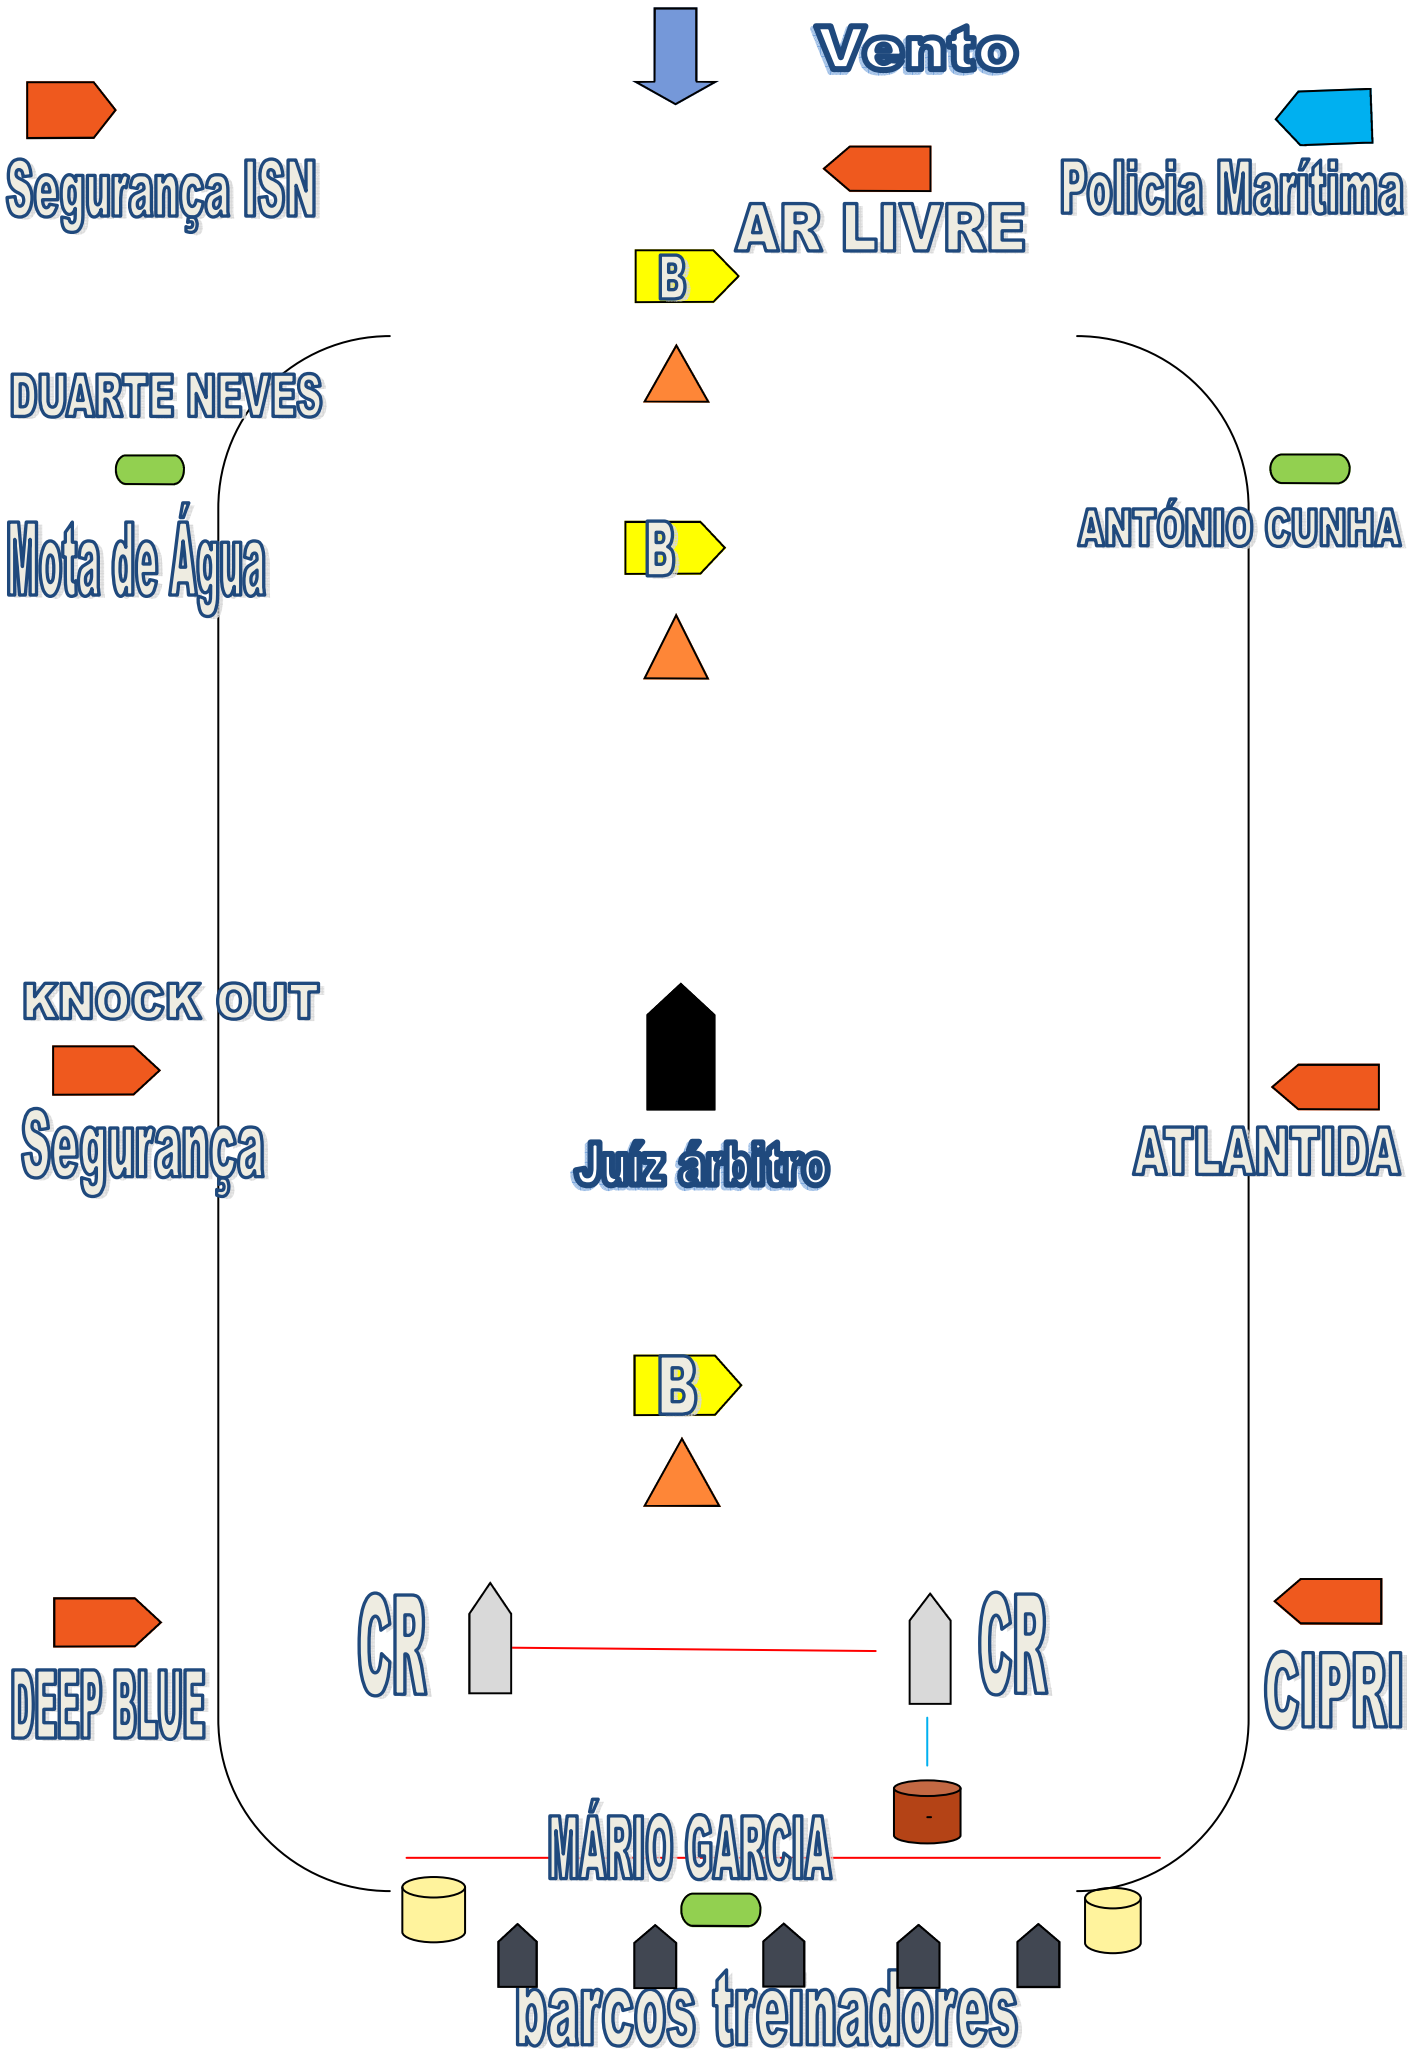 Vento
Segurança ISN
Policia Marítima
AR LIVRE
B
DUARTE NEVES
Mota de Água
ANTÓNIO CUNHA
B
KNOCK OUT
Segurança
Juíz árbitro
ATLANTIDA
B
CR
CR
DEEP BLUE
CIPRI
-
MÁRIO GARCIA
barcos treinadores